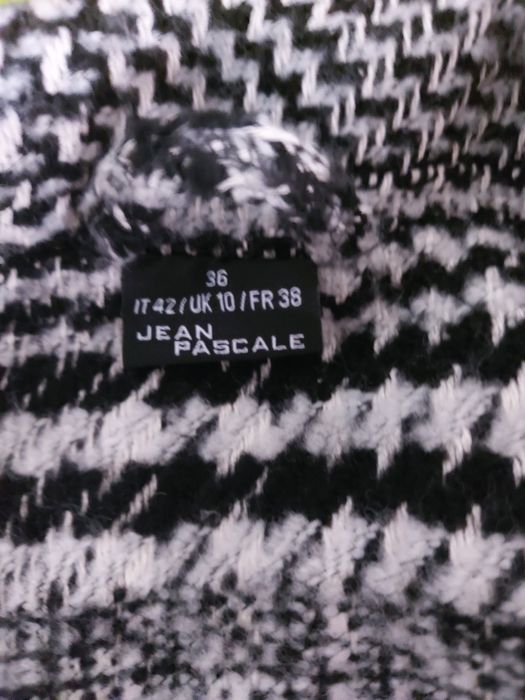 36
IT 42 / UK 10 / FR 38
JEAN
PASCALE